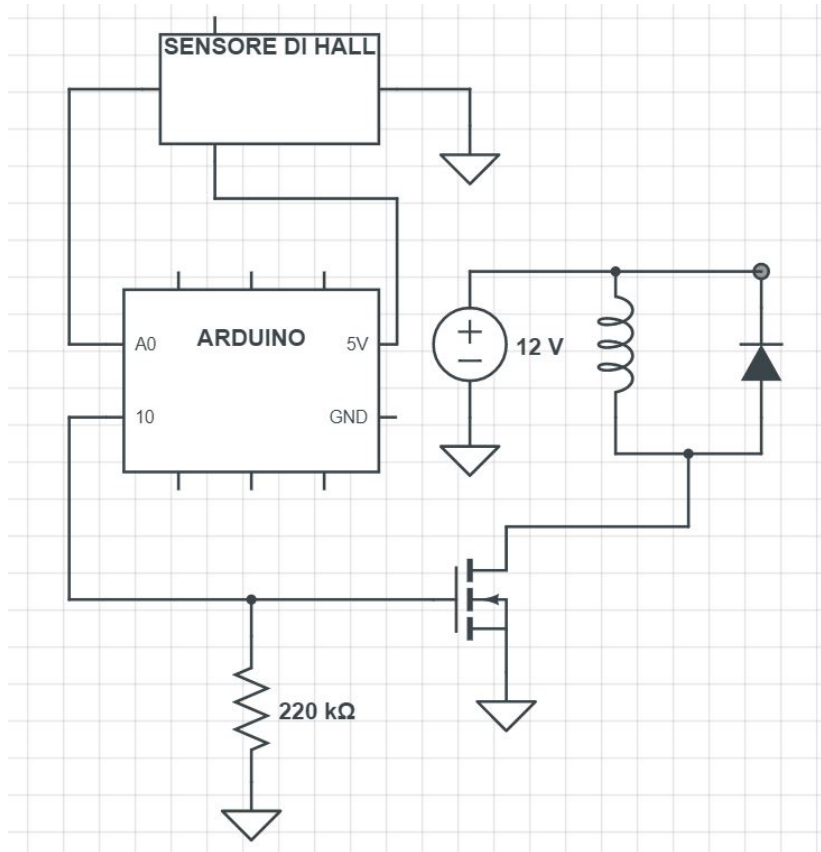 SENSORE DI HALL
A0
ARDUINO
5V
12 V
10
GND
220 kΩ